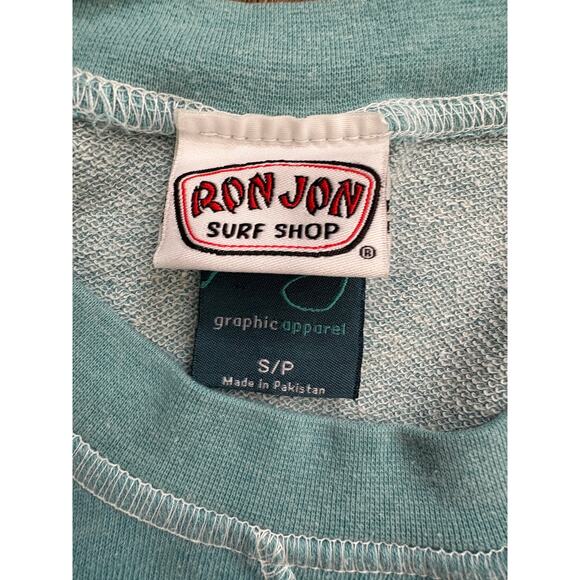 RON JON
SURF SHOP
®
graphic apparel
S/P
Made in Pakistan